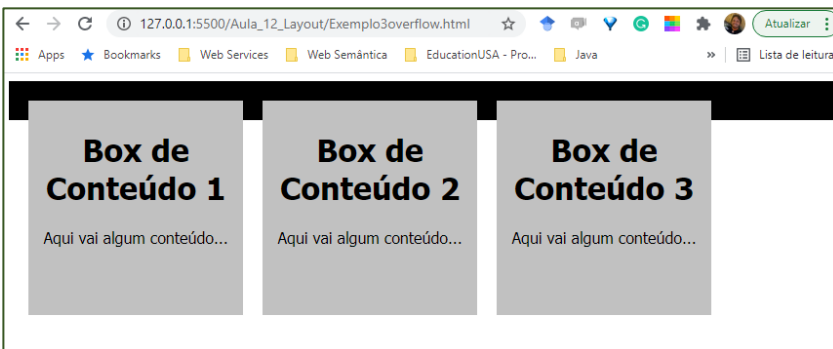 127.0.0.1:5500/Aula_12_Layout/Exemplo3overflow.html Atualizar
Apps Bookmarks Web Services Web Semântica EducationUSA - Pro... Java » Lista de leitura
Box de Conteúdo 1
Aqui vai algum conteúdo...
Box de Conteúdo 2
Aqui vai algum conteúdo...
Box de Conteúdo 3
Aqui vai algum conteúdo...